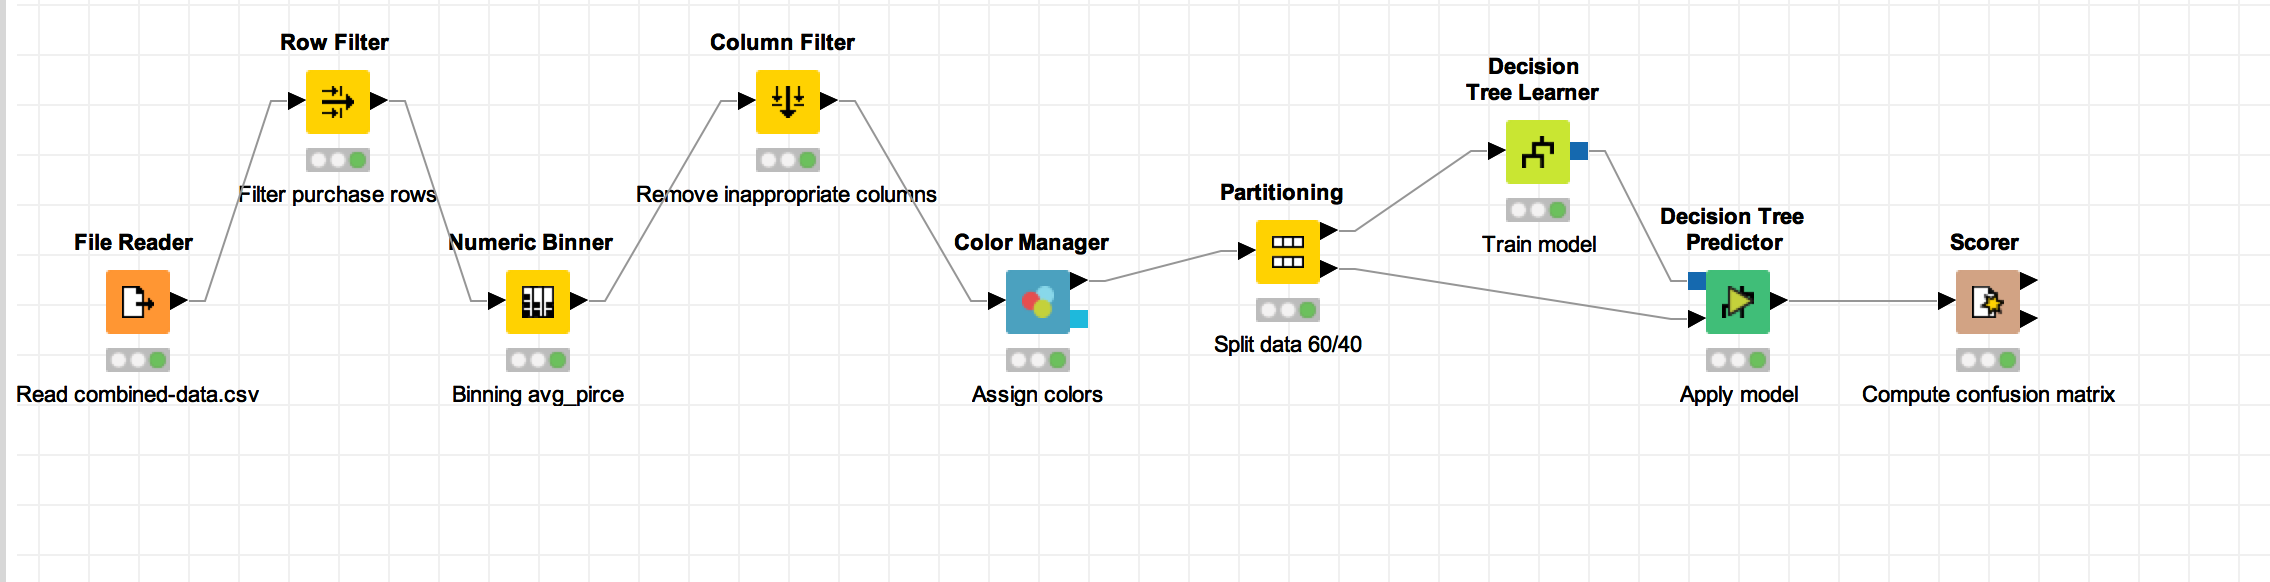 Row Filter
Filter purchase rows
Column Filter
Remove inappropriate columns
File Reader
Read combined-data.csv
Numeric Binner
Binning avg_pirce
Color Manager
Assign colors
Partitioning
Split data 60/40
Decision
Tree Learner
Train model
Decision Tree
Predictor
Apply model
Scorer
Compute confusion matrix